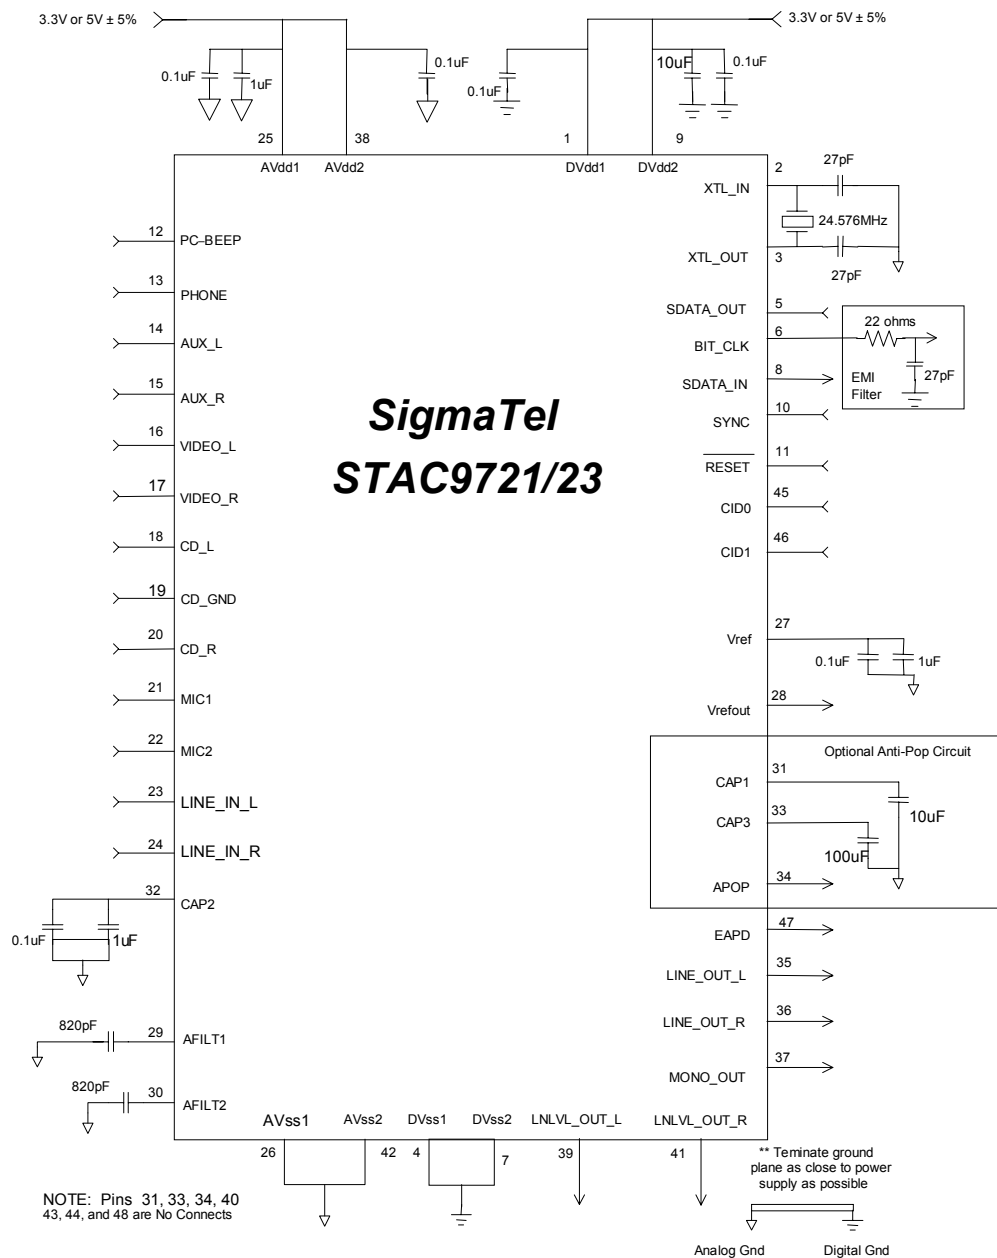 3.3V or 5V ± 5%
3.3V or 5V ± 5%
0.1uF
1uF
0.1uF
0.1uF
10uF
0.1uF
25
38
1
9
AVdd1
AVdd2
DVdd1
DVdd2
2
27pF
XTL_IN
24.576MHz
XTL_OUT
3
27pF
12
PC-BEEP
13
PHONE
14
AUX_L
15
AUX_R
16
VIDEO_L
17
VIDEO_R
18
CD_L
19
CD_GND
20
CD_R
21
MIC1
22
MIC2
23
LINE_IN_L
24
LINE_IN_R
32
CAP2
0.1uF
1uF
820pF
29
AFILT1
820pF
30
AFILT2
SigmaTel
STAC9721/23
SDATA_OUT
5
BIT_CLK
6
22 ohms
27pF
EMI
Filter
SDATA_IN
8
SYNC
10
RESET
11
CID0
45
CID1
46
Vref
27
0.1uF
1uF
Vrefout
28
Optional Anti-Pop Circuit
CAP1
31
10uF
CAP3
33
100uF
APOP
34
EAPD
47
LINE_OUT_L
35
LINE_OUT_R
36
MONO_OUT
37
AVss1
AVss2
DVss1
DVss2
LNLVL_OUT_L
LNLVL_OUT_R
26
42
4
7
39
41
** Teminate ground
plane as close to power
supply as possible
Analog Gnd
Digital Gnd
NOTE: Pins 31, 33, 34, 40
43, 44, and 48 are No Connects